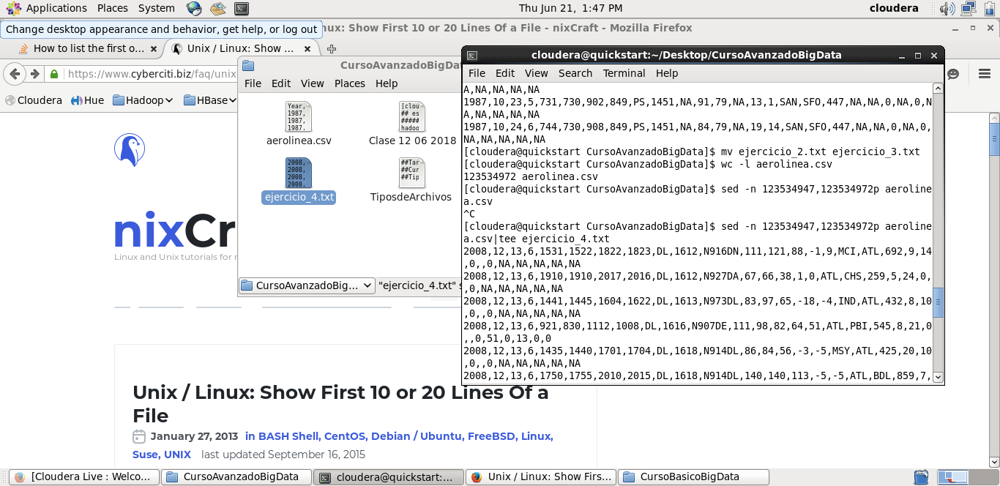 Applications Places System Thu Jun 21, 1:47 PM cloudera
Change desktop appearance and behavior, get help, or log out
nux: Show First 10 or 20 Lines Of a File - nixCraft - Mozilla Firefox
How to list the first o...
Unix / Linux: Show ...
https://www.cyberciti.biz/faq/unix
Cloudera Hue Hadoop HBase
CursoAvanzadoBigDat
File Edit View Places Help
Year,
1987,
1987,
1987.
aerolinea.csv
[clou
## es
#####
hadoo
Clase 12 06 2018
2008,
2008,
2008,
2008.
ejercicio_4.txt
##Tar
##Cur
##Tip
TiposdeArchivos
CursoAvanzadoBig... "ejercicio_4.txt" s
cloudera@quickstart:~/Desktop/CursoAvanzadoBigData
File Edit View Search Terminal Help
A,NA,NA,NA,NA
1987,10,23,5,731,730,902,849,PS,1451,NA,91,79,NA,13,1,SAN,SFO,447,NA,NA,0,NA,0,N
A,NA,NA,NA,NA
1987,10,24,6,744,730,908,849,PS,1451,NA,84,79,NA,19,14,SAN,SFO,447,NA,NA,0,NA,0,
NA,NA,NA,NA,NA
[cloudera@quickstart CursoAvanzadoBigData]$ mv ejercicio_2.txt ejercicio_3.txt
[cloudera@quickstart CursoAvanzadoBigData]$ wc -l aerolinea.csv
123534972 aerolinea.csv
[cloudera@quickstart CursoAvanzadoBigData]$ sed -n 123534947,123534972p aeroline
a.csv
^C
[cloudera@quickstart CursoAvanzadoBigData]$ sed -n 123534947,123534972p aeroline
a.csv|tee ejercicio_4.txt
2008,12,13,6,1531,1522,1822,1823,DL,1612,N916DN,111,121,88,-1,9,MCI,ATL,692,9,14
,0,,0,NA,NA,NA,NA,NA
2008,12,13,6,1910,1910,2017,2016,DL,1612,N927DA,67,66,38,1,0,ATL,CHS,259,5,24,0,
,0,NA,NA,NA,NA,NA
2008,12,13,6,1441,1445,1604,1622,DL,1613,N973DL,83,97,65,-18,-4,IND,ATL,432,8,10
,0,,0,NA,NA,NA,NA,NA
2008,12,13,6,921,830,1112,1008,DL,1616,N907DE,111,98,82,64,51,ATL,PBI,545,8,21,0
,,0,51,0,13,0,0
2008,12,13,6,1435,1440,1701,1704,DL,1618,N914DL,86,84,56,-3,-5,MSY,ATL,425,20,10
,0,,0,NA,NA,NA,NA,NA
2008,12,13,6,1750,1755,2010,2015,DL,1618,N914DL,140,140,113,-5,-5,ATL,BDL,859,7,
nixCr
Linux and Unix tutorials for n
Unix / Linux: Show First 10 or 20 Lines Of a
File
January 27, 2013 in BASH Shell, CentOS, Debian / Ubuntu, FreeBSD, Linux,
Suse, UNIX last updated September 16, 2015
[Cloudera Live : Welco... CursoAvanzadoBigData cloudera@quickstart:... Unix / Linux: Show Firs... CursoBasicoBigData